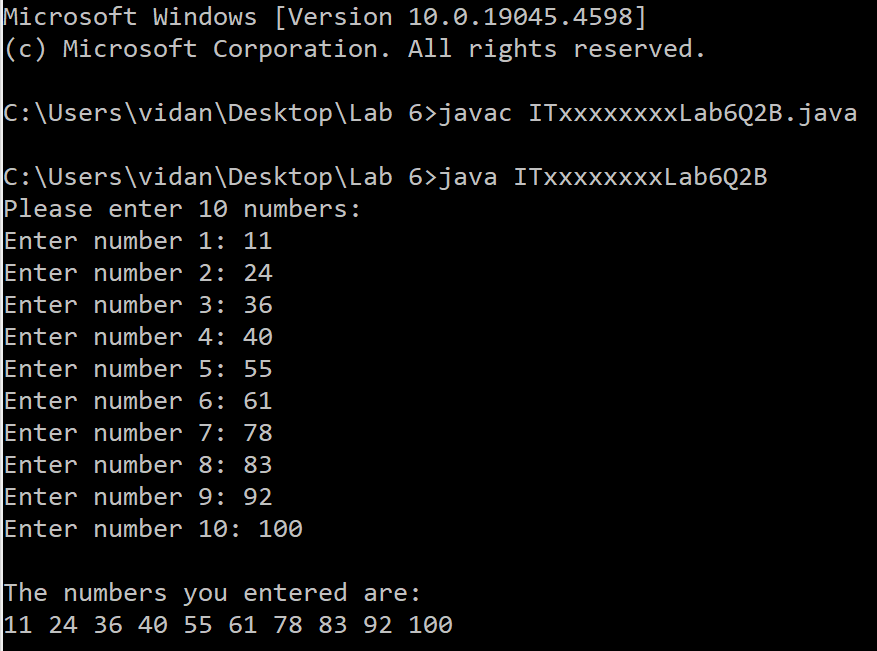 Microsoft Windows [Version 10.0.19045.4598]
(c) Microsoft Corporation. All rights reserved.
C:\Users\vidan\Desktop\Lab 6>javac ITxxxxxxxxLab6Q2B.java
C:\Users\vidan\Desktop\Lab 6>java ITxxxxxxxxLab6Q2B
Please enter 10 numbers:
Enter number 1: 11
Enter number 2: 24
Enter number 3: 36
Enter number 4: 40
Enter number 5: 55
Enter number 6: 61
Enter number 7: 78
Enter number 8: 83
Enter number 9: 92
Enter number 10: 100
The numbers you entered are:
11 24 36 40 55 61 78 83 92 100